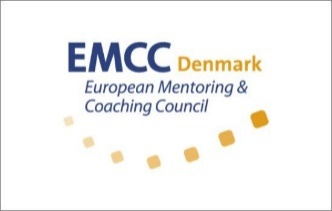 EMCC Denmark
European Mentoring &
Coaching Council